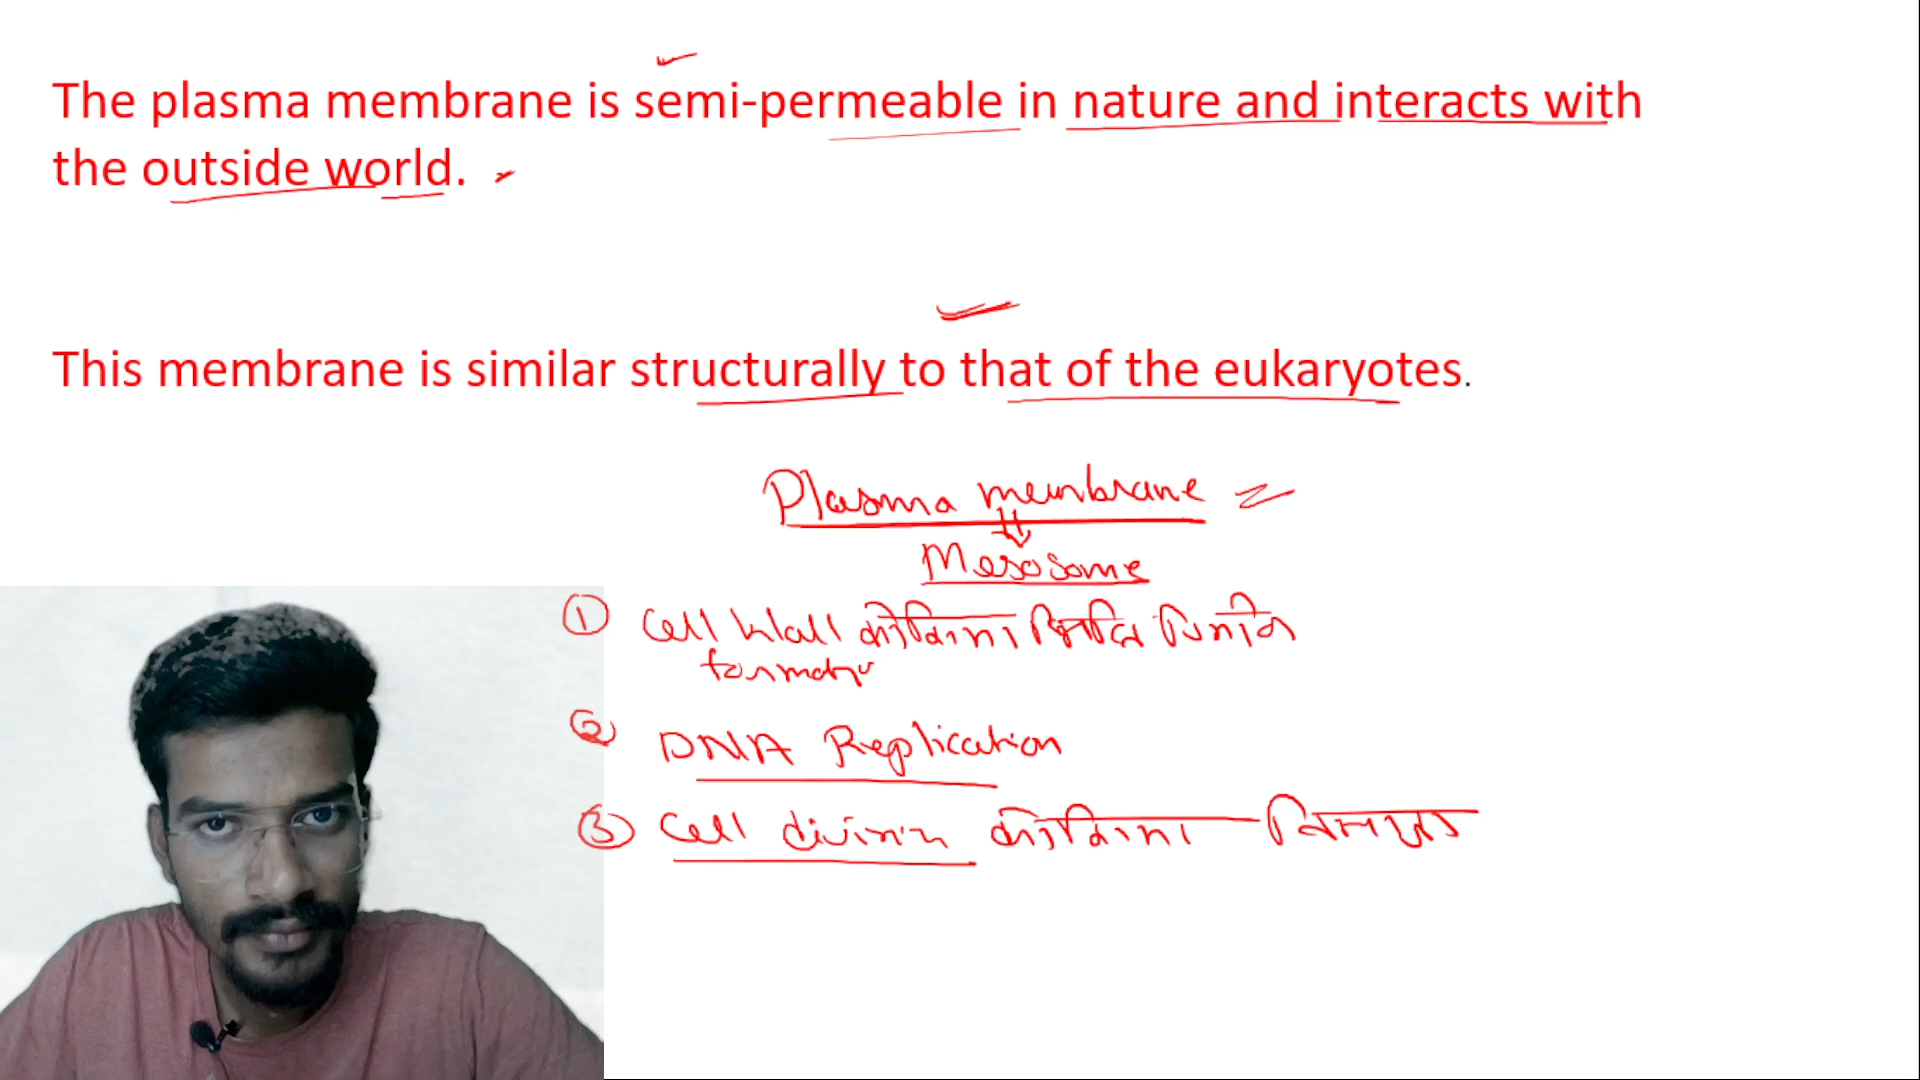 The plasma membrane is semi-permeable in nature and interacts with
the outside world.
This membrane is similar structurally to that of the eukaryotes.
Plasma membrane
Mesosome
① Cell Wall
② DNA Replication
③ Cell division